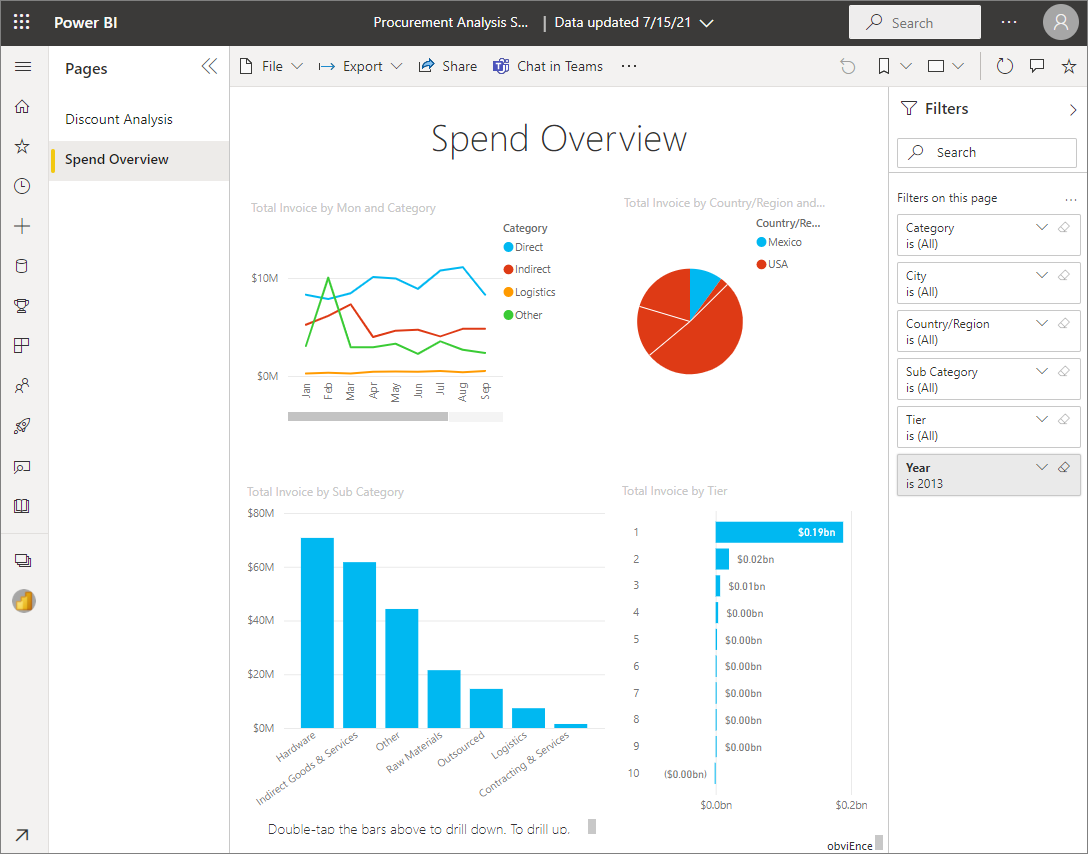 Power BI
Procurement Analysis S... | Data updated 7/15/21
Search
Pages
Discount Analysis
Spend Overview
File
Export
Share
Chat in Teams
Spend Overview
Total Invoice by Mon and Category
Category
Direct
Indirect
Logistics
Other
$10M
$0M
Jan
Feb
Mar
Apr
May
Jun
Jul
Aug
Sep
Total Invoice by Country/Region and...
Country/Re...
Mexico
USA
Total Invoice by Sub Category
$80M
$60M
$40M
$20M
$0M
Hardware
Indirect Goods & Services
Other
Raw Materials
Outsourced
Logistics
Contracting & Services
Double-tap the bars above to drill down. To drill up,
Total Invoice by Tier
1 $0.19bn
2 $0.02bn
3 $0.01bn
4 $0.00bn
5 $0.00bn
6 $0.00bn
7 $0.00bn
8 $0.00bn
9 $0.00bn
10 ($0.00bn)
$0.0bn $0.2bn
obviEnce
Filters
Search
Filters on this page
Category
is (All)
City
is (All)
Country/Region
is (All)
Sub Category
is (All)
Tier
is (All)
Year
is 2013